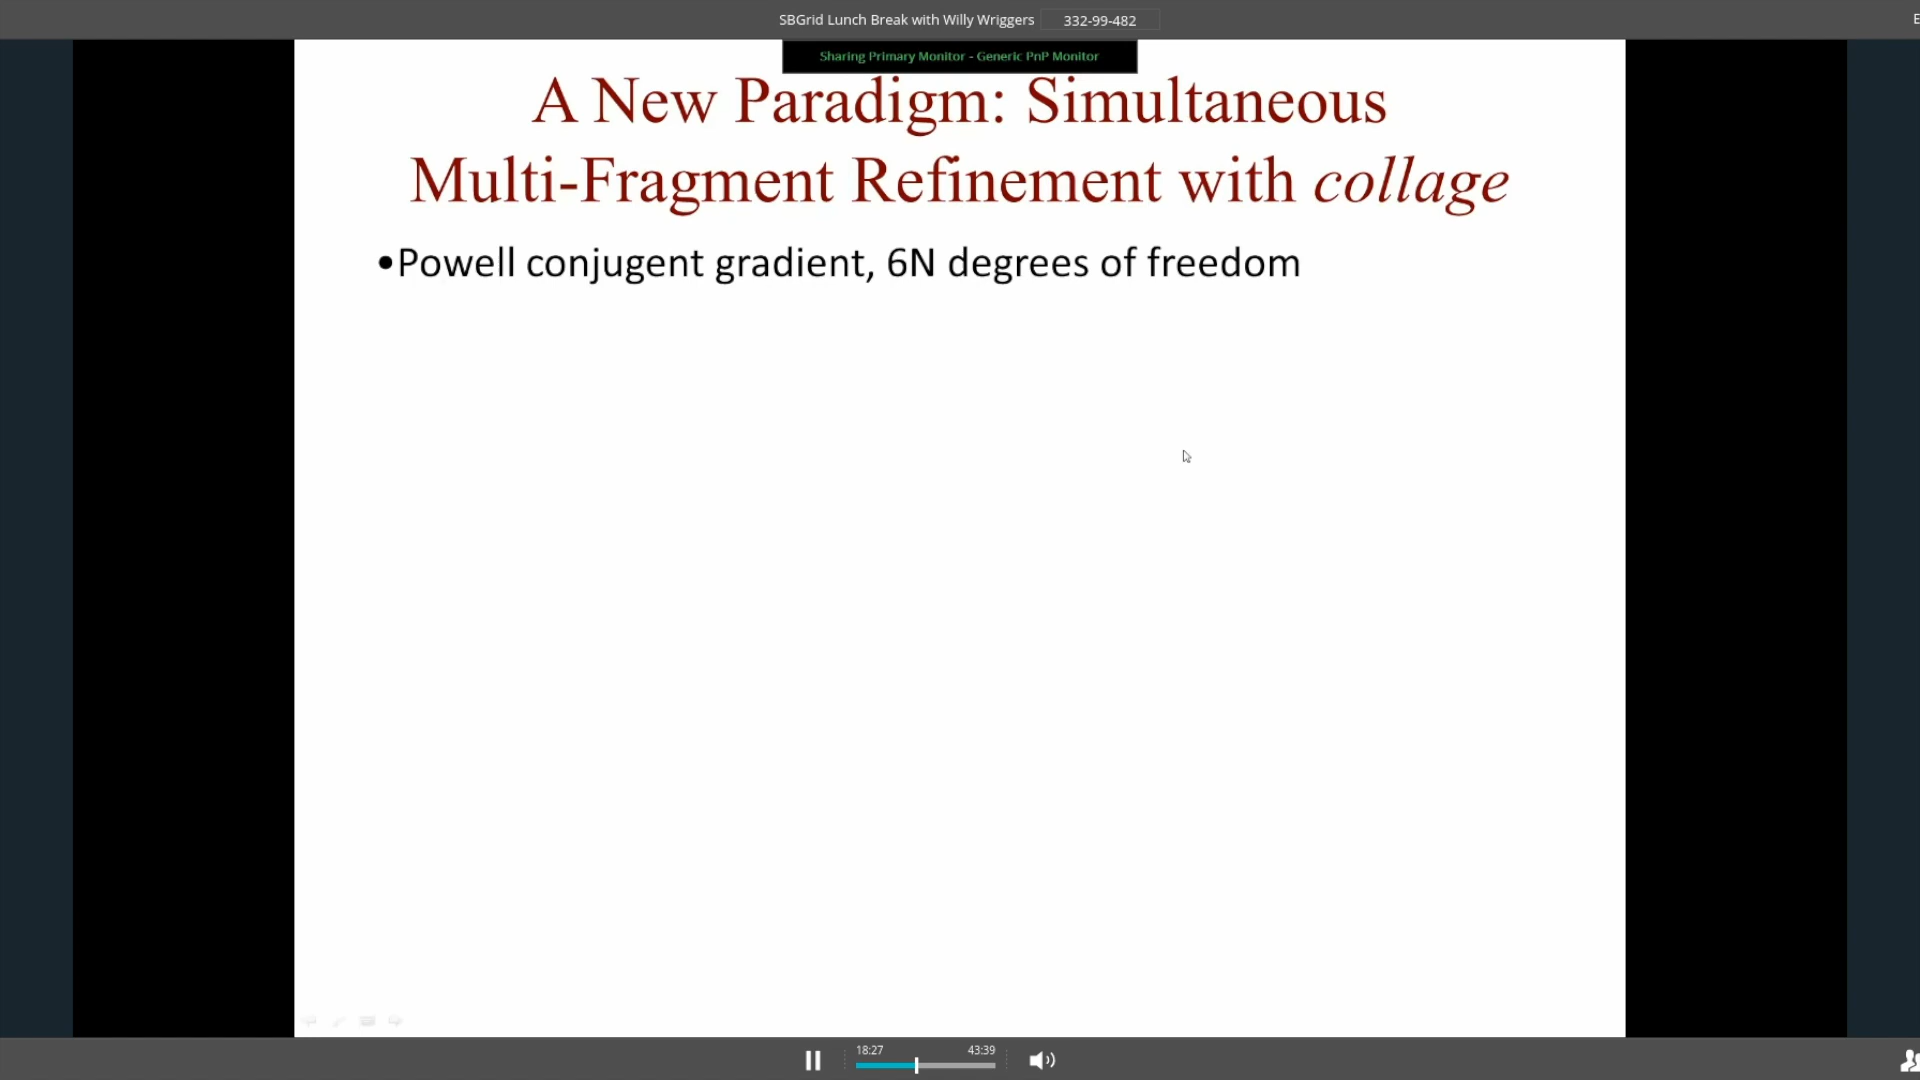 SBGrid Lunch Break with Willy Wriggers 332-99-482 E
Sharing Primary Monitor - Generic PnP Monitor
A New Paradigm: Simultaneous
Multi-Fragment Refinement with collage
•Powell conjugent gradient, 6N degrees of freedom
18:27 43:39